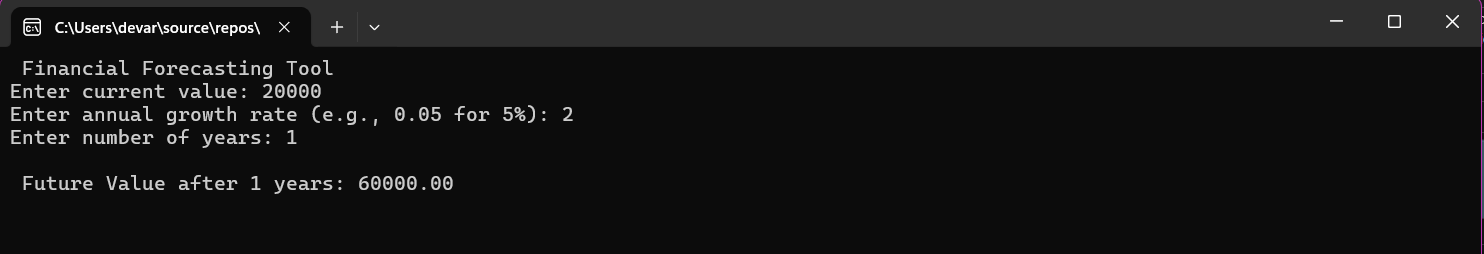 C:\Users\devar\source\repos\
Financial Forecasting Tool
Enter current value: 20000
Enter annual growth rate (e.g., 0.05 for 5%): 2
Enter number of years: 1
Future Value after 1 years: 60000.00